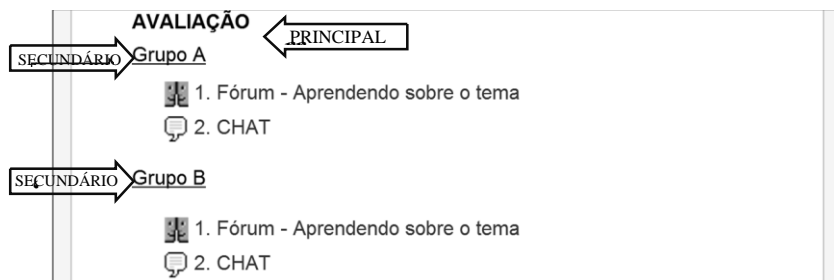 AVALIAÇÃO
PRINCIPAL
SECUNDÁRIO
Grupo A
1. Fórum - Aprendendo sobre o tema
2. CHAT
SECUNDÁRIO
Grupo B
1. Fórum - Aprendendo sobre o tema
2. CHAT